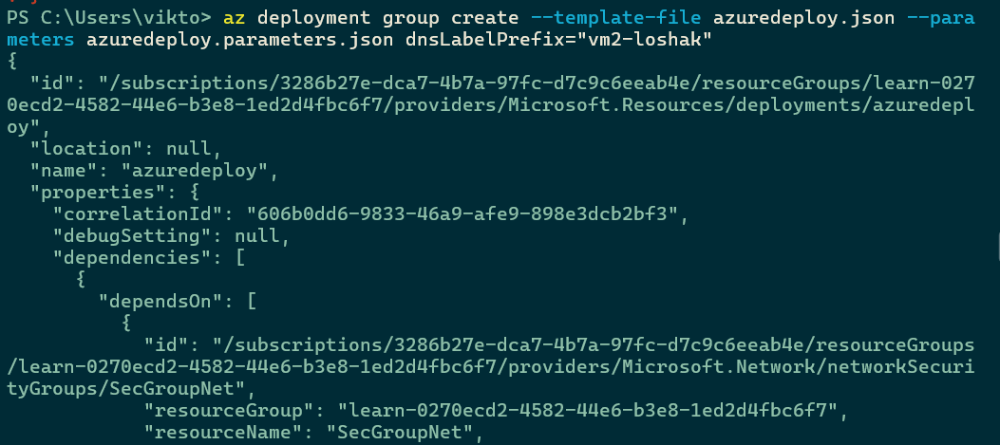 PS C:\Users\vikto> az deployment group create --template-file azuredeploy.json --para
meters azuredeploy.parameters.json dnsLabelPrefix="vm2-loshak"
{
  "id": "/subscriptions/3286b27e-dca7-4b7a-97fc-d7c9c6eeab4e/resourceGroups/learn-027
0ecd2-4582-44e6-b3e8-1ed2d4fbc6f7/providers/Microsoft.Resources/deployments/azuredepl
oy",
  "location": null,
  "name": "azuredeploy",
  "properties": {
    "correlationId": "606b0dd6-9833-46a9-afe9-898e3dcb2bf3",
    "debugSetting": null,
    "dependencies": [
      {
        "dependsOn": [
          {
            "id": "/subscriptions/3286b27e-dca7-4b7a-97fc-d7c9c6eeab4e/resourceGroups
/learn-0270ecd2-4582-44e6-b3e8-1ed2d4fbc6f7/providers/Microsoft.Network/networkSecuri
tyGroups/SecGroupNet",
            "resourceGroup": "learn-0270ecd2-4582-44e6-b3e8-1ed2d4fbc6f7",
            "resourceName": "SecGroupNet",